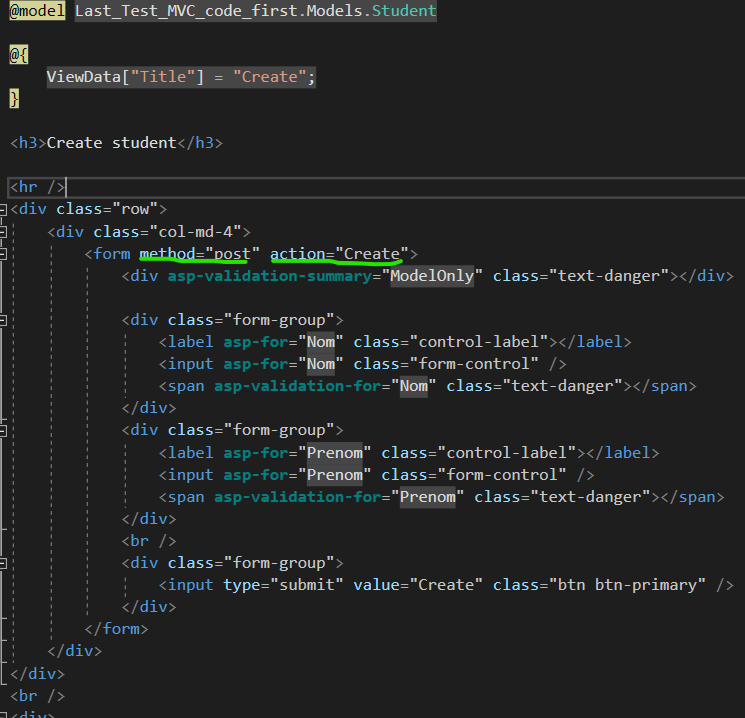 @model Last_Test_MVC_code_first.Models.Student
@{
ViewData["Title"] = "Create";
}
<h3>Create student</h3>
<hr />
<div class="row">
<div class="col-md-4">
<form method="post" action="Create">
<div asp-validation-summary="ModelOnly" class="text-danger"></div>
<div class="form-group">
<label asp-for="Nom" class="control-label"></label>
<input asp-for="Nom" class="form-control" />
<span asp-validation-for="Nom" class="text-danger"></span>
</div>
<div class="form-group">
<label asp-for="Prenom" class="control-label"></label>
<input asp-for="Prenom" class="form-control" />
<span asp-validation-for="Prenom" class="text-danger"></span>
</div>
<br />
<div class="form-group">
<input type="submit" value="Create" class="btn btn-primary" />
</div>
</form>
</div>
</div>
<br />
<div>